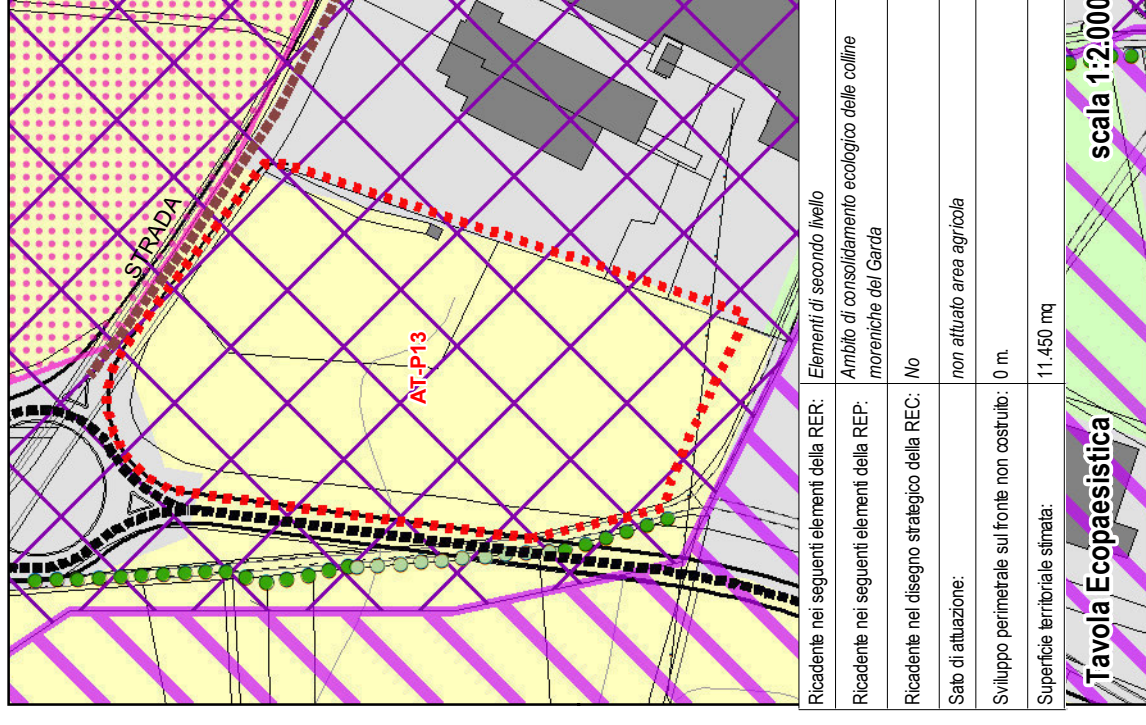 STRADA
AT-P13
Ricadente nei seguenti elementi della RER: Elementi di secondo livello
Ricadente nei seguenti elementi della REP: Ambito di consolidamento ecologico delle colline
moreniche del Garda
Ricadente nel disegno strategico della REC: No
Sato di attuazione: non attuato area agricola
Sviluppo perimetrale sul fronte non costruito: 0 m.
Superficie territoriale stimata: 11.450 mq
Tavola Ecopaesistica scala 1:2.000